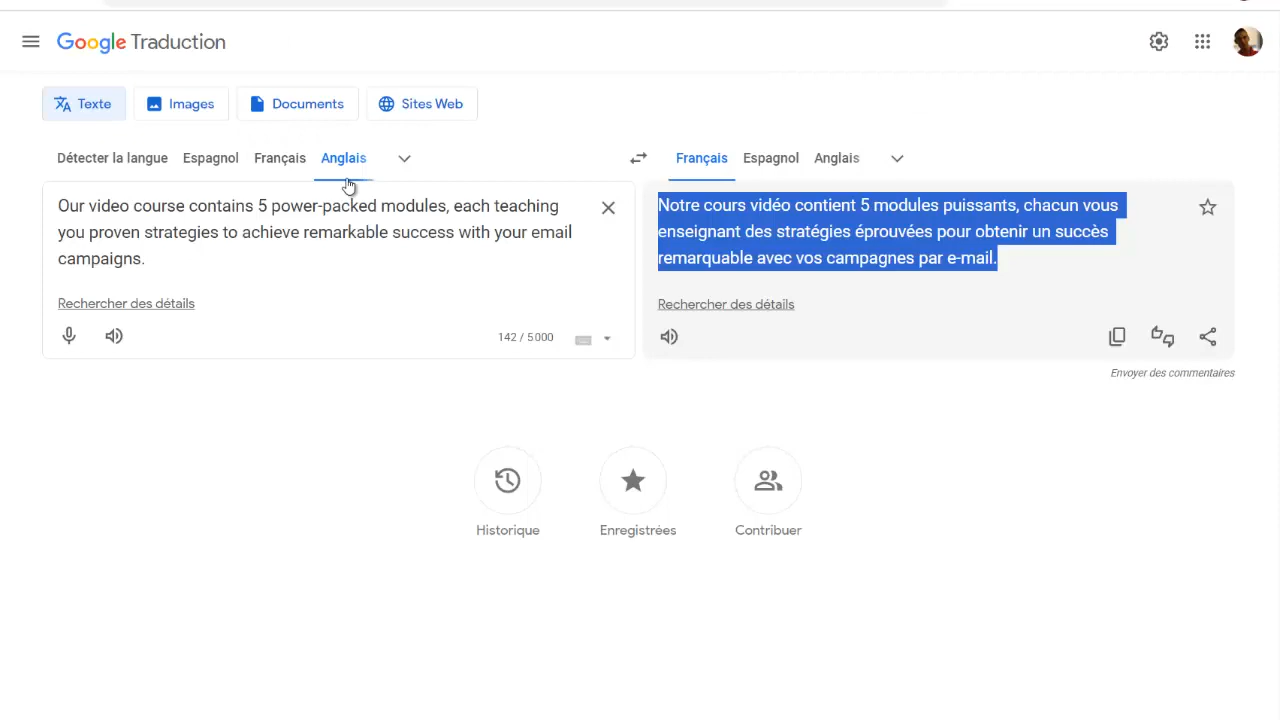 Google Traduction
Texte
Images
Documents
Sites Web
Détecter la langue
Espagnol
Français
Anglais
Français
Espagnol
Anglais
Our video course contains 5 power-packed modules, each teaching
you proven strategies to achieve remarkable success with your email
campaigns.
Rechercher des détails
142 / 5 000
Notre cours vidéo contient 5 modules puissants, chacun vous
enseignant des stratégies éprouvées pour obtenir un succès
remarquable avec vos campagnes par e-mail.
Rechercher des détails
Envoyer des commentaires
Historique
Enregistrées
Contribuer